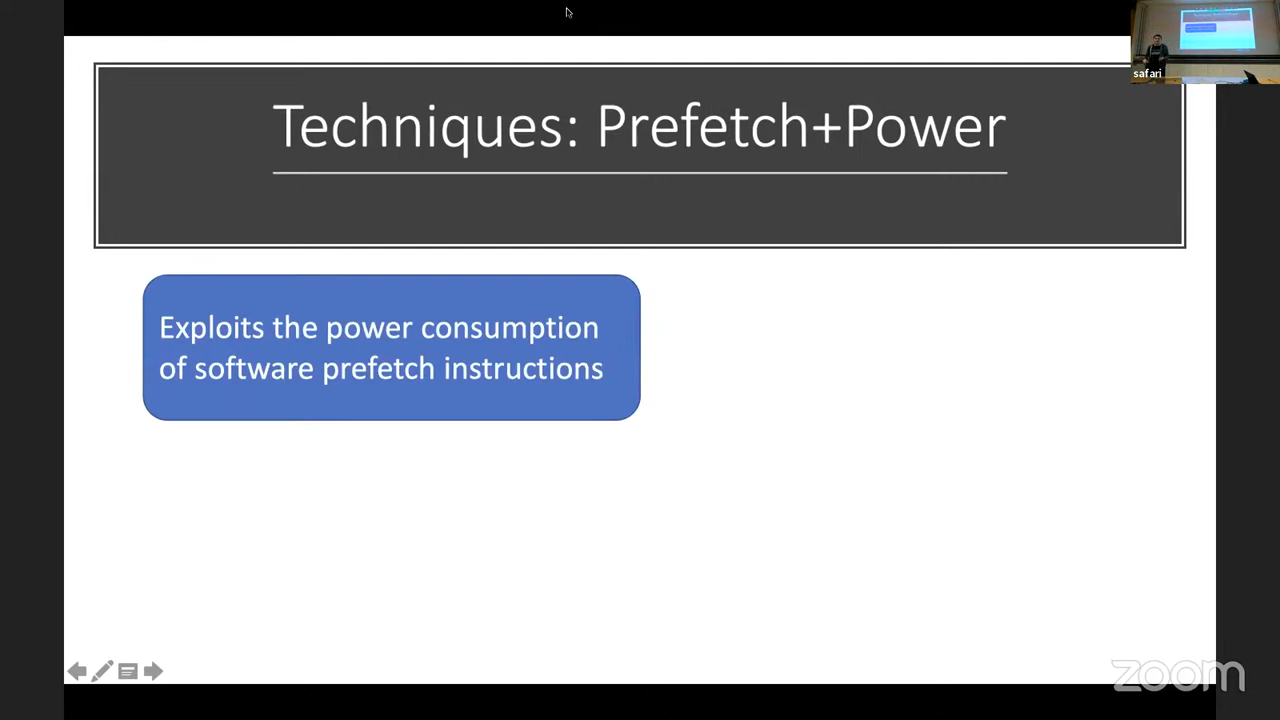 Techniques: Prefetch+Power
safari
Exploits the power consumption
of software prefetch instructions
zoom